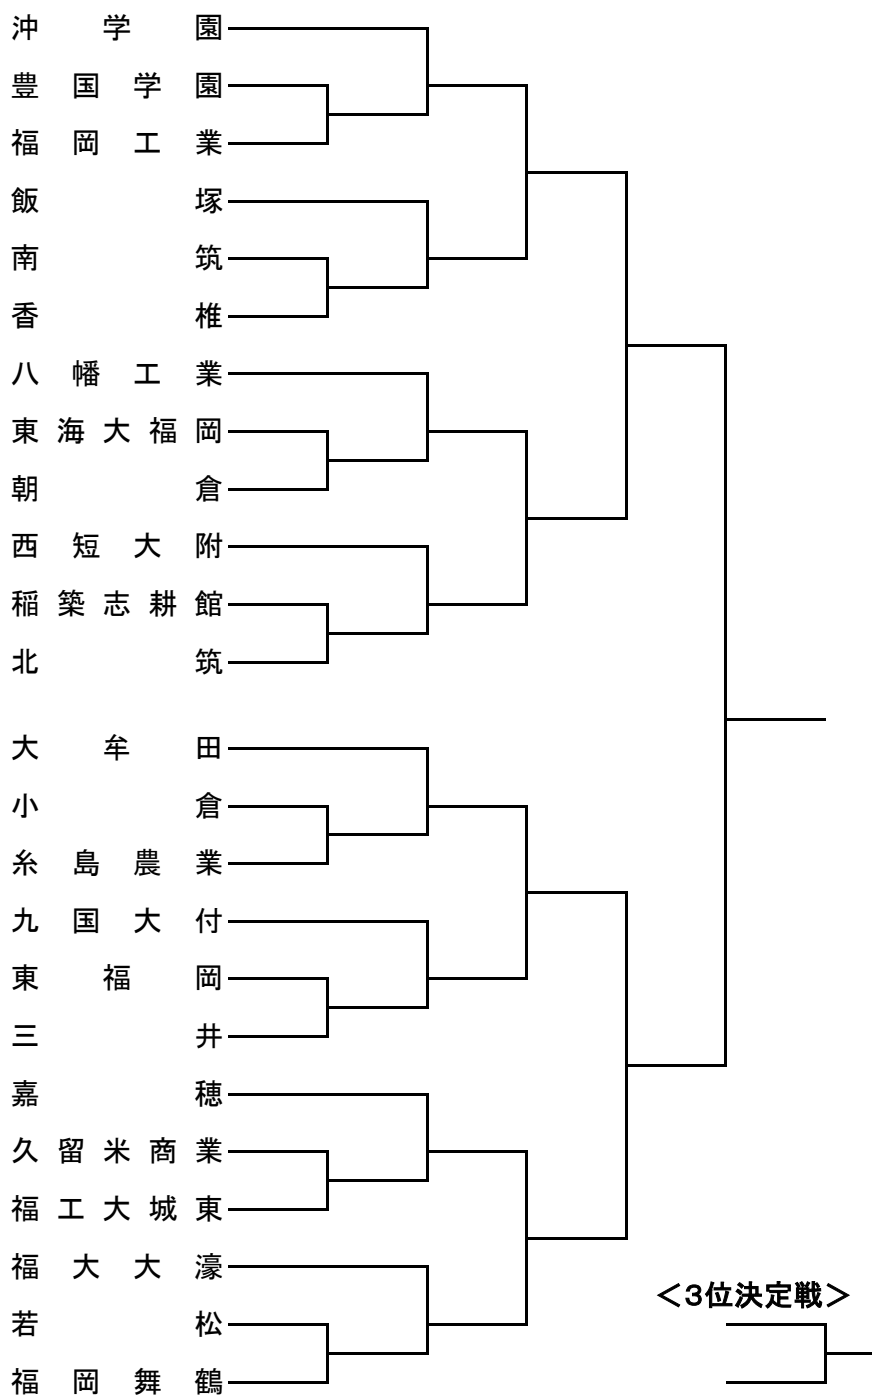 沖学園
豊国学園
福岡工業
飯塚
南筑
香椎
八幡工業
東海大福岡
朝倉
西短大附
稲築志耕館
北筑
大牟田
小倉
糸島農業
九国大付
東福岡
三井
嘉穂
久留米商業
福工大城東
福大大濠
＜3位決定戦＞
若松
福岡舞鶴